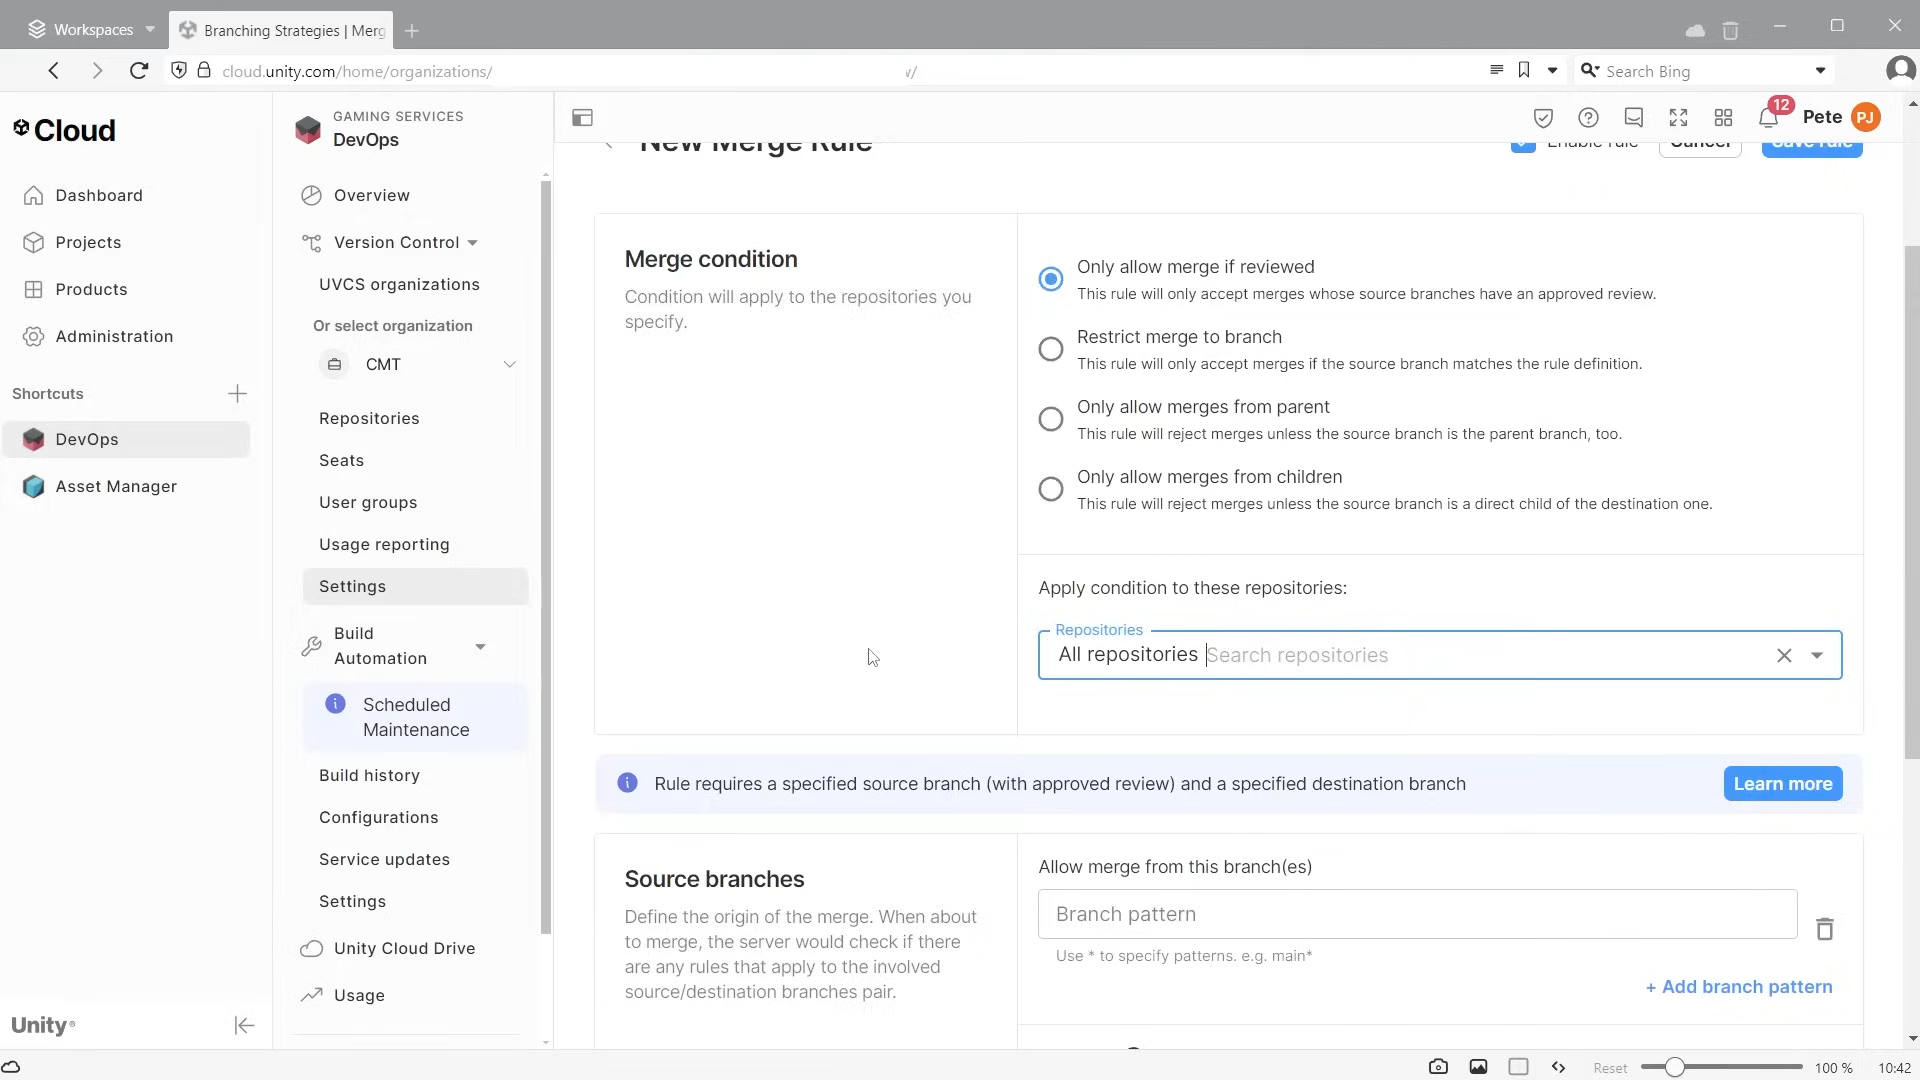 Workspaces
Branching Strategies | Merg
cloud.unity.com/home/organizations/
v/
Search Bing
Cloud
Dashboard
Projects
Products
Administration
Shortcuts
DevOps
Asset Manager
Unity®
GAMING SERVICES
DevOps
Overview
Version Control
UVCS organizations
Or select organization
CMT
Repositories
Seats
User groups
Usage reporting
Settings
Build
Automation
Scheduled
Maintenance
Build history
Configurations
Service updates
Settings
Unity Cloud Drive
Usage
12
Pete
PJ
New Merge Rule
Enable rule
Cancel
Save rule
Merge condition
Condition will apply to the repositories you
specify.
Only allow merge if reviewed
This rule will only accept merges whose source branches have an approved review.
Restrict merge to branch
This rule will only accept merges if the source branch matches the rule definition.
Only allow merges from parent
This rule will reject merges unless the source branch is the parent branch, too.
Only allow merges from children
This rule will reject merges unless the source branch is a direct child of the destination one.
Apply condition to these repositories:
Repositories
All repositories Search repositories
Rule requires a specified source branch (with approved review) and a specified destination branch
Learn more
Source branches
Define the origin of the merge. When about
to merge, the server would check if there
are any rules that apply to the involved
source/destination branches pair.
Allow merge from this branch(es)
Branch pattern
Use * to specify patterns. e.g. main*
+ Add branch pattern
Reset
100 %
10:42